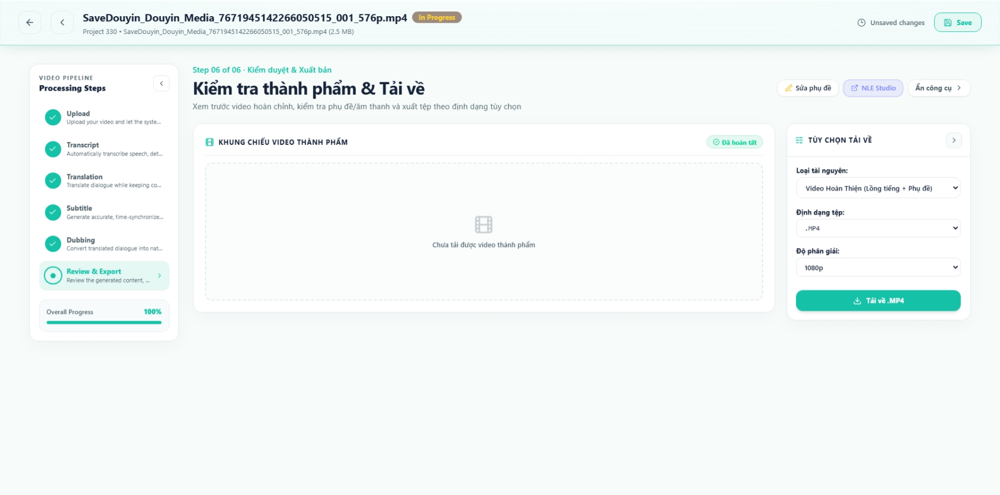 SaveDouyin_Douyin_Media_7671945142266050515_001_576p.mp4 In Progress
Project 330 • SaveDouyin_Douyin_Media_7671945142266050515_001_576p.mp4 (2.5 MB)
Unsaved changes
Save
VIDEO PIPELINE
Processing Steps
Upload
Upload your video and let the syste...
Transcript
Automatically transcribe speech, det...
Translation
Translate dialogue while keeping co...
Subtitle
Generate accurate, time-synchronize...
Dubbing
Convert translated dialogue into nat...
Review & Export
Review the generated content, ...
Overall Progress 100%
Step 06 of 06 · Kiểm duyệt & Xuất bản
Kiểm tra thành phẩm & Tải về
Xem trước video hoàn chỉnh, kiểm tra phụ đề/âm thanh và xuất tệp theo định dạng tùy chọn
Sửa phụ đề
NLE Studio
Ẩn công cụ
KHUNG CHIẾU VIDEO THÀNH PHẨM
Đã hoàn tất
Chưa tải được video thành phẩm
TÙY CHỌN TẢI VỀ
Loại tài nguyên:
Video Hoàn Thiện (Lồng tiếng + Phụ đề)
Định dạng tệp:
.MP4
Độ phân giải:
1080p
Tải về .MP4